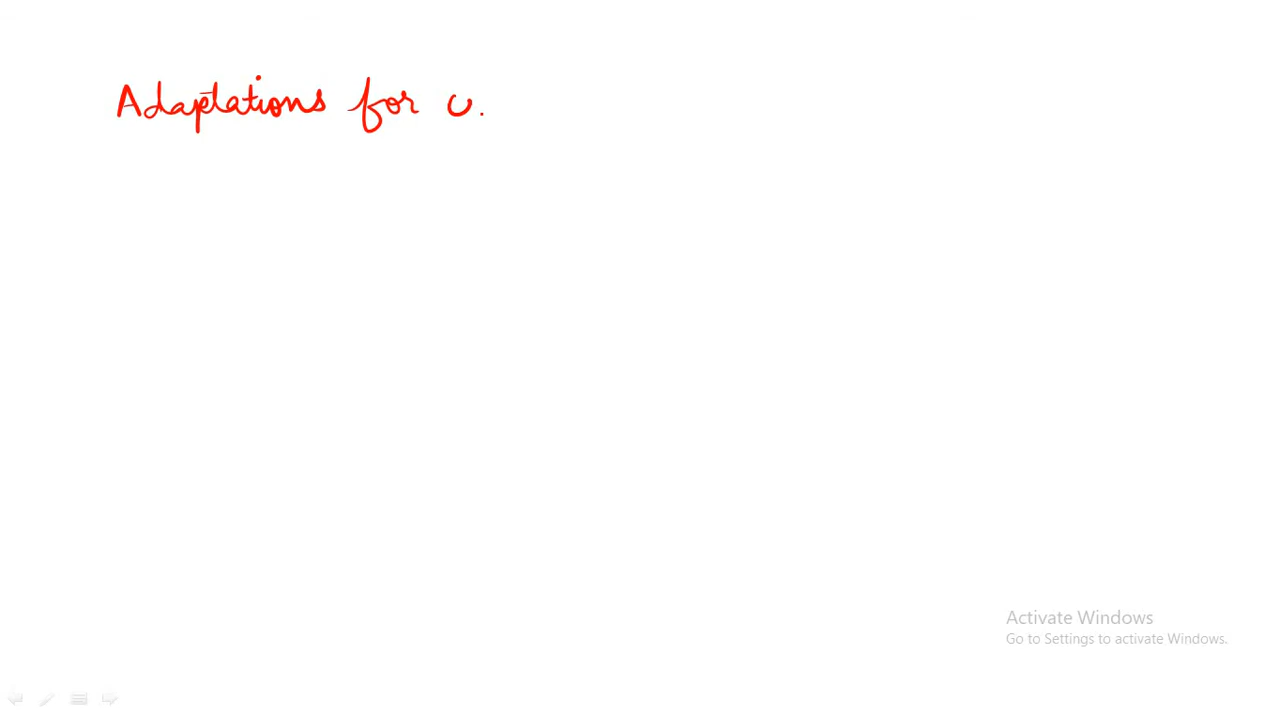 Adaptations for
Activate Windows
Go to Settings to activate Windows.